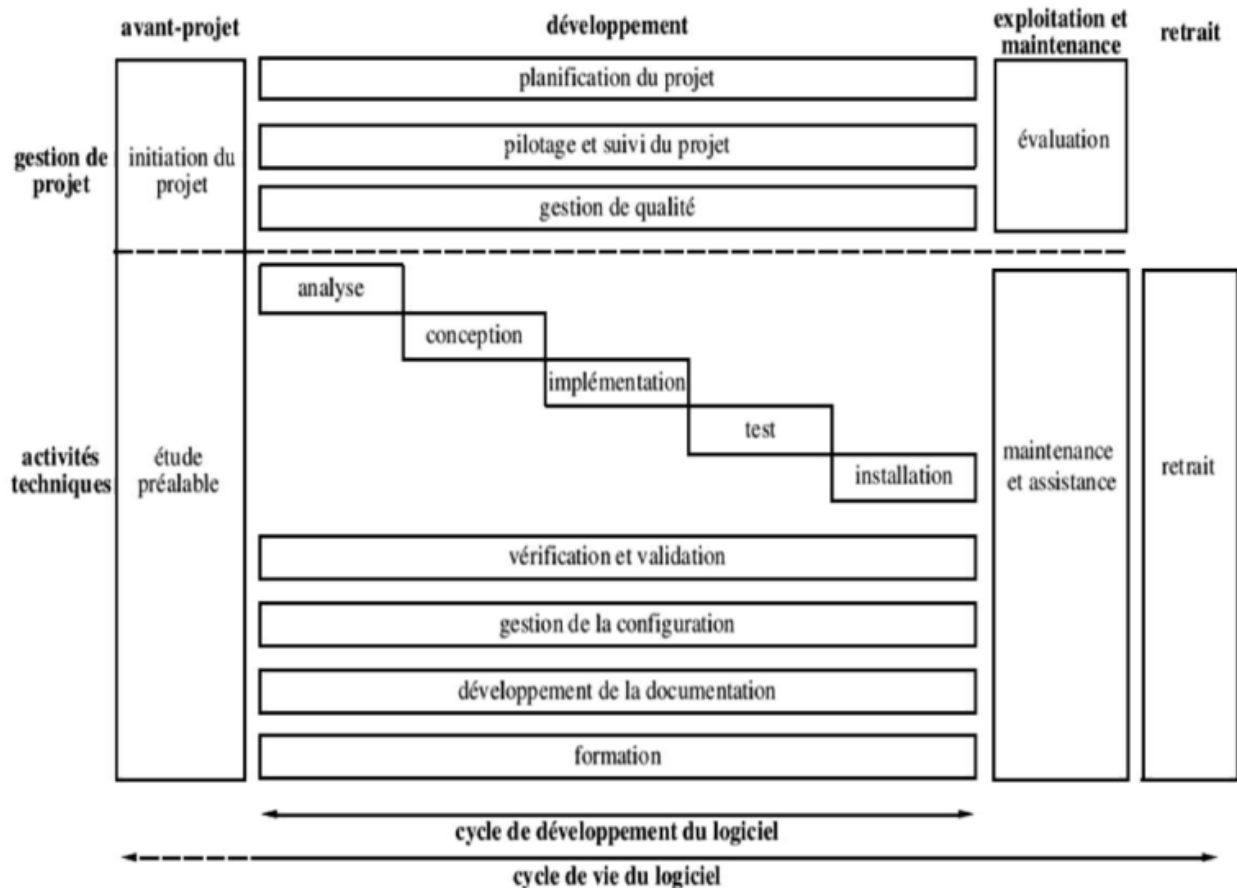 avant-projet
développement
exploitation et
maintenance
retrait
planification du projet
pilotage et suivi du projet
gestion de qualité
gestion de
projet
initiation du
projet
évaluation
analyse
conception
implémentation
test
installation
activités
techniques
étude
préalable
maintenance
et assistance
retrait
vérification et validation
gestion de la configuration
développement de la documentation
formation
cycle de développement du logiciel
cycle de vie du logiciel